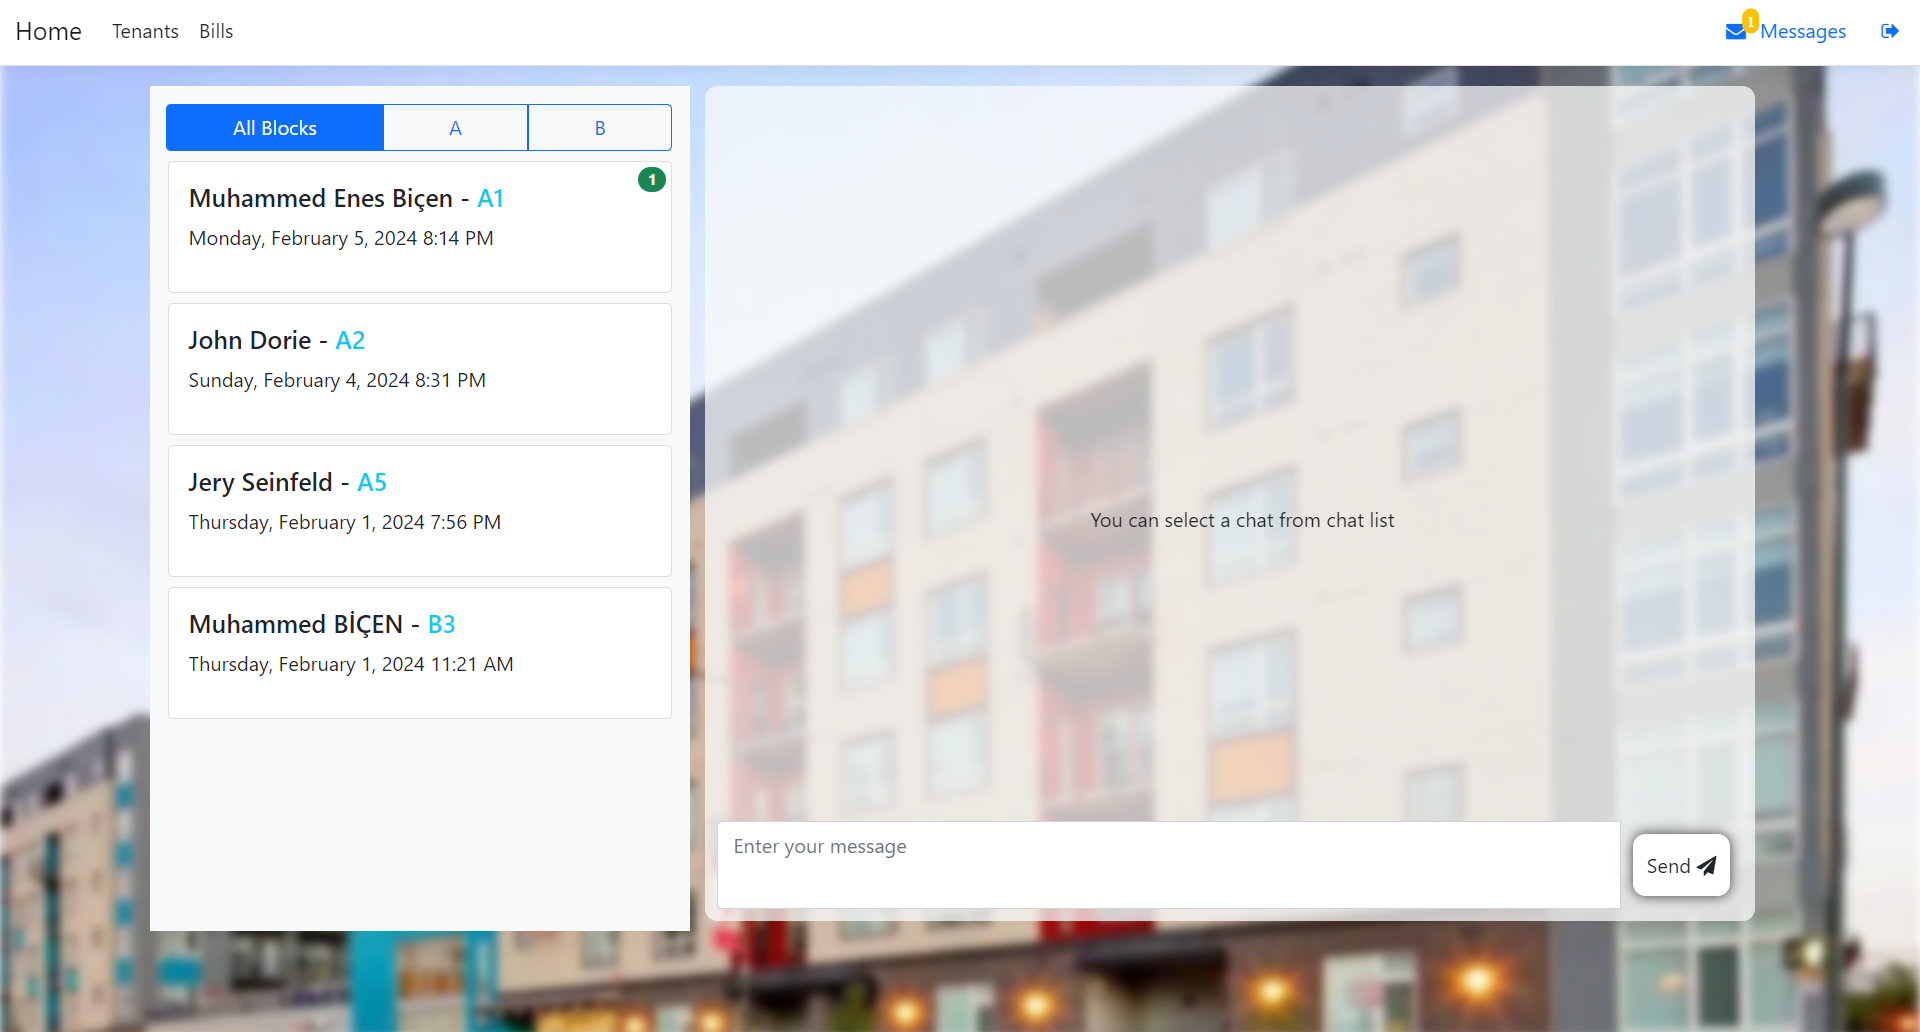 Home Tenants Bills 1 Messages
All Blocks A B
Muhammed Enes Biçen - A1 1
Monday, February 5, 2024 8:14 PM
John Dorie - A2
Sunday, February 4, 2024 8:31 PM
Jery Seinfeld - A5
Thursday, February 1, 2024 7:56 PM
Muhammed BİÇEN - B3
Thursday, February 1, 2024 11:21 AM
You can select a chat from chat list
Enter your message
Send